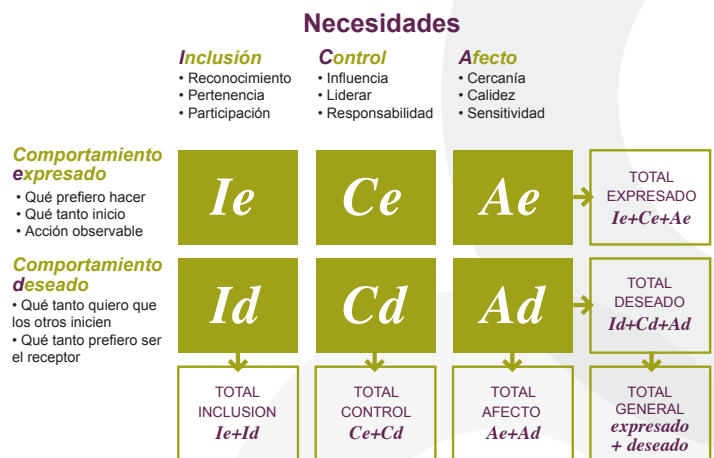 Necesidades
Inclusión
• Reconocimiento
• Pertenencia
• Participación
Control
• Influencia
• Liderar
• Responsabilidad
Afecto
• Cercanía
• Calidez
• Sensitividad
Comportamiento
expresado
• Qué prefiero hacer
• Qué tanto inicio
• Acción observable
Ie
Ce
Ae
TOTAL
EXPRESADO
Ie+Ce+Ae
Comportamiento
deseado
• Qué tanto quiero que
los otros inicien
• Qué tanto prefiero ser
el receptor
Id
Cd
Ad
TOTAL
DESEADO
Id+Cd+Ad
TOTAL
INCLUSION
Ie+Id
TOTAL
CONTROL
Ce+Cd
TOTAL
AFECTO
Ae+Ad
TOTAL
GENERAL
expresado
+ deseado